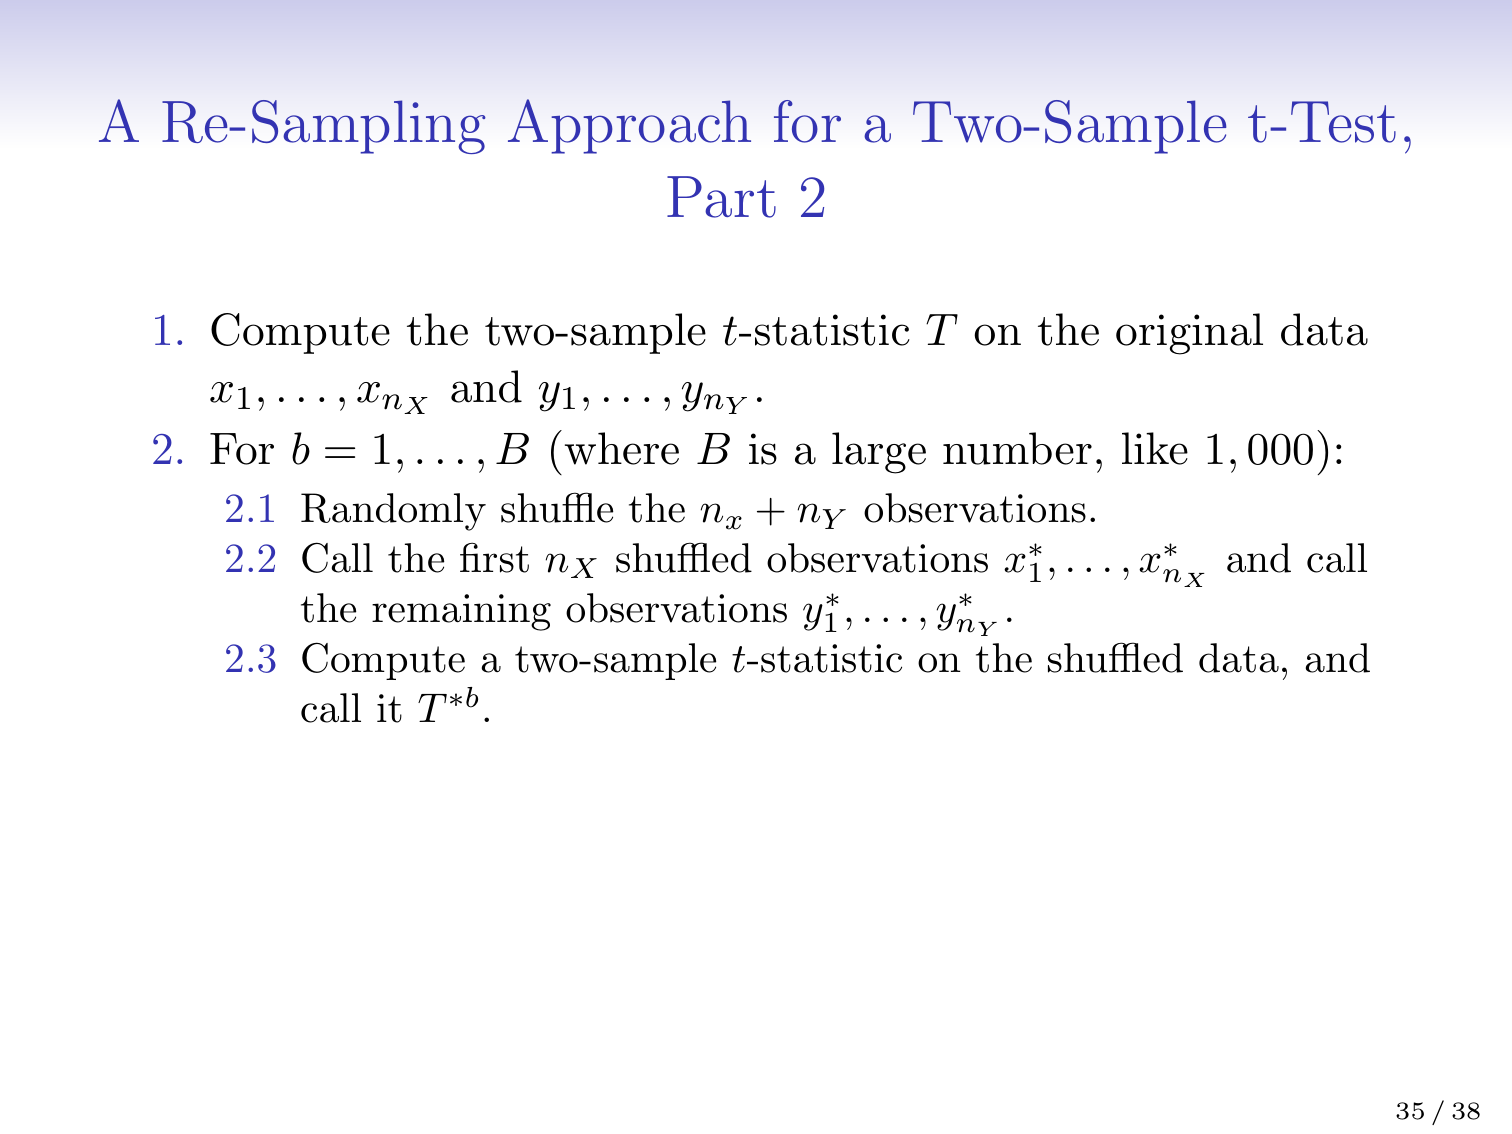 A Re-Sampling Approach for a Two-Sample t-Test,
Part 2
1. Compute the two-sample t-statistic T on the original data
x_1, . . . , x_{n_X} and y_1, . . . , y_{n_Y}.
2. For b = 1, . . . , B (where B is a large number, like 1, 000):
2.1 Randomly shuffle the n_x + n_Y observations.
2.2 Call the first n_X shuffled observations x^*_1, . . . , x^*_{n_X} and call
the remaining observations y^*_1, . . . , y^*_{n_Y}.
2.3 Compute a two-sample t-statistic on the shuffled data, and
call it T^{*b}.
35 / 38